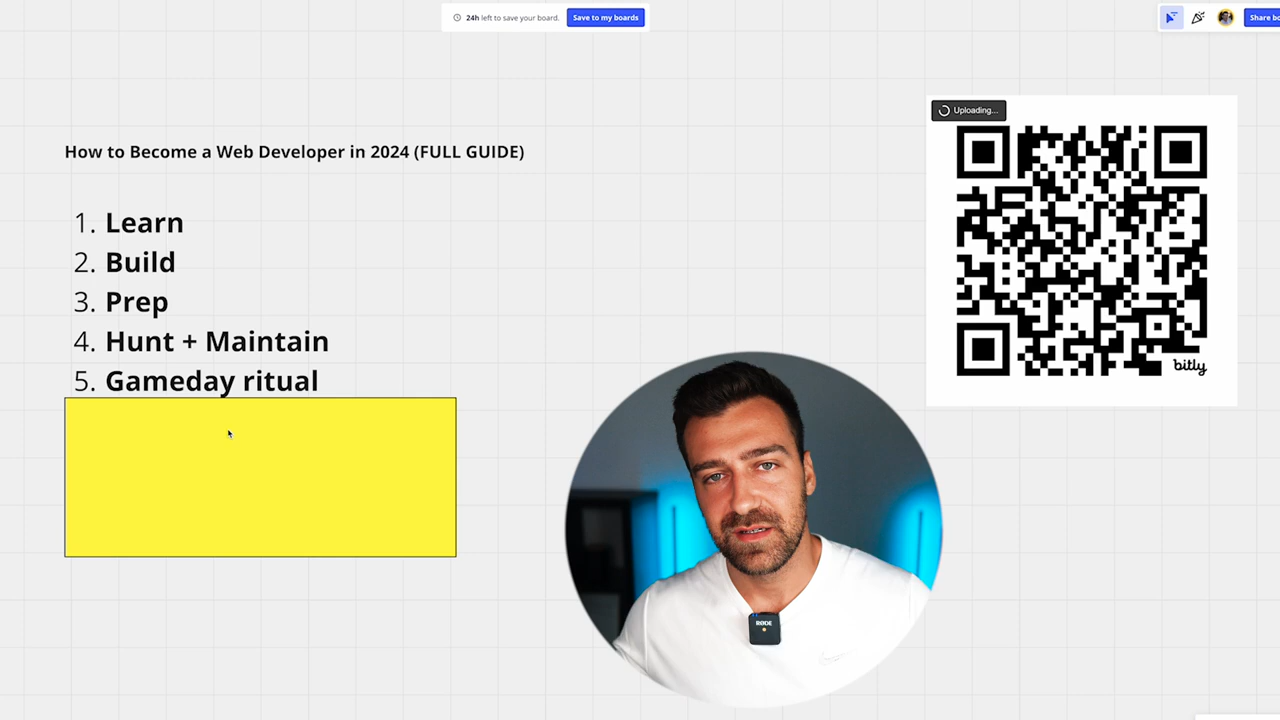 24h left to save your board. Save to my boards
Share bo
Uploading...
How to Become a Web Developer in 2024 (FULL GUIDE)
1. Learn
2. Build
3. Prep
4. Hunt + Maintain
5. Gameday ritual
bitly
RØDE